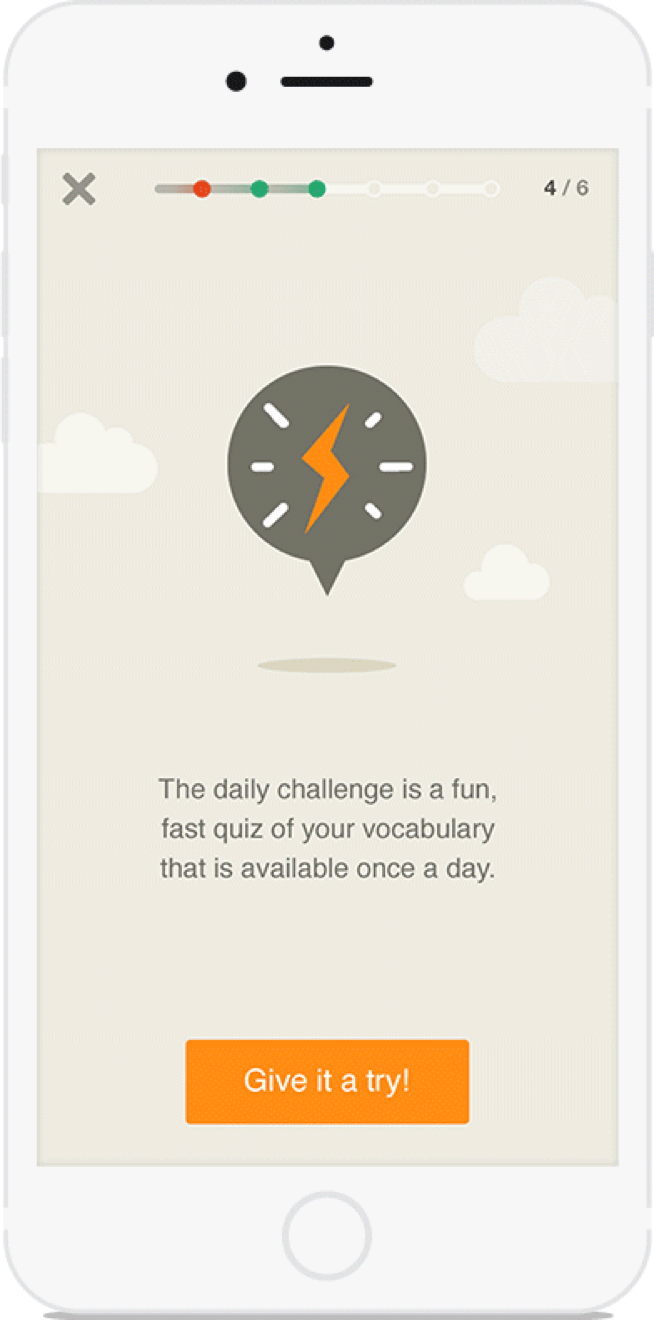 4 / 6
The daily challenge is a fun,
fast quiz of your vocabulary
that is available once a day.
Give it a try!